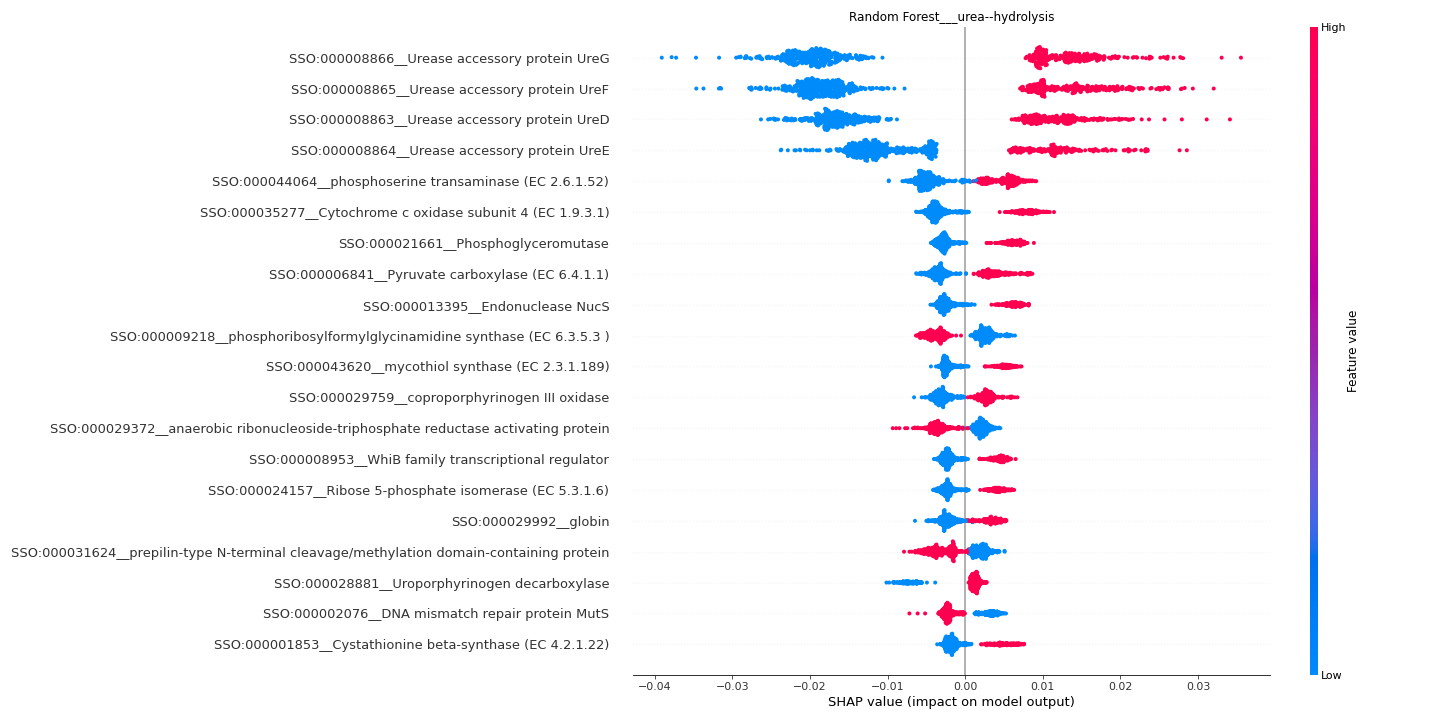 Random Forest___urea--hydrolysis
High
SSO:000008866__Urease accessory protein UreG
SSO:000008865__Urease accessory protein UreF
SSO:000008863__Urease accessory protein UreD
SSO:000008864__Urease accessory protein UreE
SSO:000044064__phosphoserine transaminase (EC 2.6.1.52)
SSO:000035277__Cytochrome c oxidase subunit 4 (EC 1.9.3.1)
SSO:000021661__Phosphoglyceromutase
SSO:000006841__Pyruvate carboxylase (EC 6.4.1.1)
SSO:000013395__Endonuclease NucS
SSO:000009218__phosphoribosylformylglycinamidine synthase (EC 6.3.5.3 )
SSO:000043620__mycothiol synthase (EC 2.3.1.189)
SSO:000029759__coproporphyrinogen III oxidase
SSO:000029372__anaerobic ribonucleoside-triphosphate reductase activating protein
SSO:000008953__WhiB family transcriptional regulator
SSO:000024157__Ribose 5-phosphate isomerase (EC 5.3.1.6)
SSO:000029992__globin
SSO:000031624__prepilin-type N-terminal cleavage/methylation domain-containing protein
SSO:000028881__Uroporphyrinogen decarboxylase
SSO:000002076__DNA mismatch repair protein MutS
SSO:000001853__Cystathionine beta-synthase (EC 4.2.1.22)
Feature value
Low
−0.04 −0.03 −0.02 −0.01 0.00 0.01 0.02 0.03
SHAP value (impact on model output)